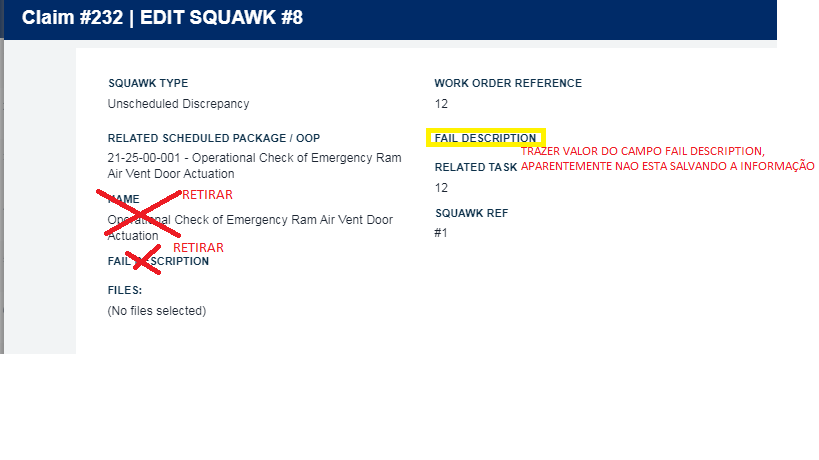 Claim #232 | EDIT SQUAWK #8
SQUAWK TYPE
Unscheduled Discrepancy
RELATED SCHEDULED PACKAGE / OOP
21-25-00-001 - Operational Check of Emergency Ram
Air Vent Door Actuation
NAME
RETIRAR
Operational Check of Emergency Ram Air Vent Door
Actuation
RETIRAR
FAIL DESCRIPTION
FILES:
(No files selected)
WORK ORDER REFERENCE
12
FAIL DESCRIPTION
TRAZER VALOR DO CAMPO FAIL DESCRIPTION,
APARENTEMENTE NAO ESTA SALVANDO A INFORMAÇÃO
RELATED TASK
12
SQUAWK REF
#1